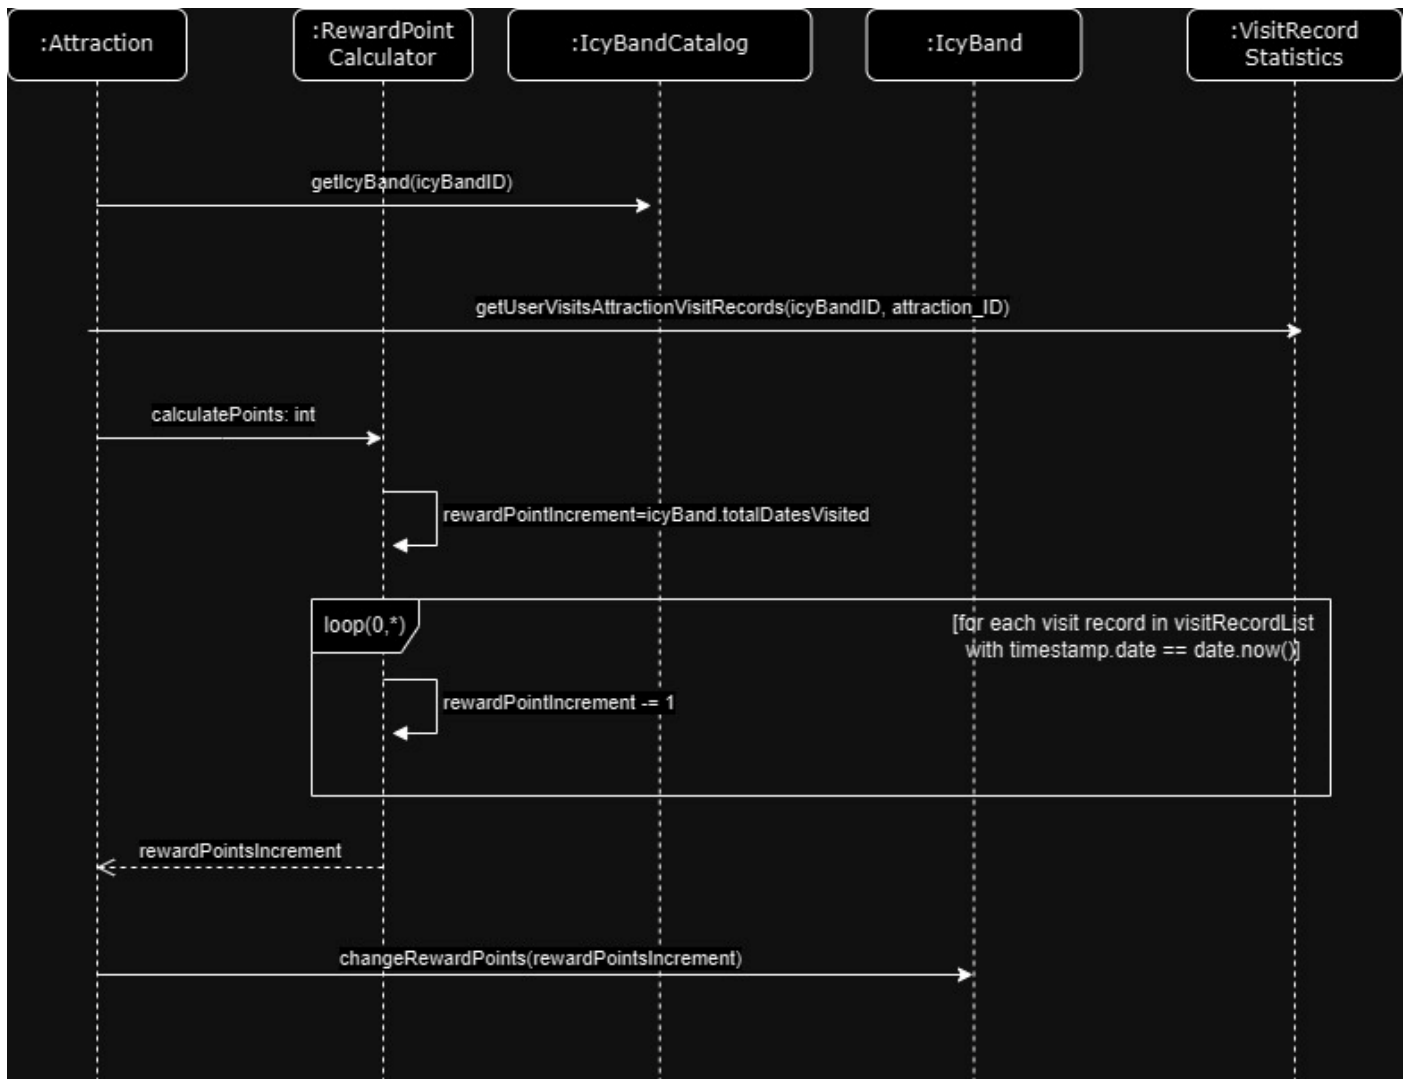 :Attraction
:RewardPoint
Calculator
:IcyBandCatalog
:IcyBand
:VisitRecord
Statistics
getIcyBand(icyBandID)
getUserVisitsAttractionVisitRecords(icyBandID, attraction_ID)
calculatePoints: int
rewardPointIncrement=icyBand.totalDatesVisited
loop(0,*)
[for each visit record in visitRecordList
with timestamp.date == date.now()]
rewardPointIncrement -= 1
rewardPointsIncrement
changeRewardPoints(rewardPointsIncrement)